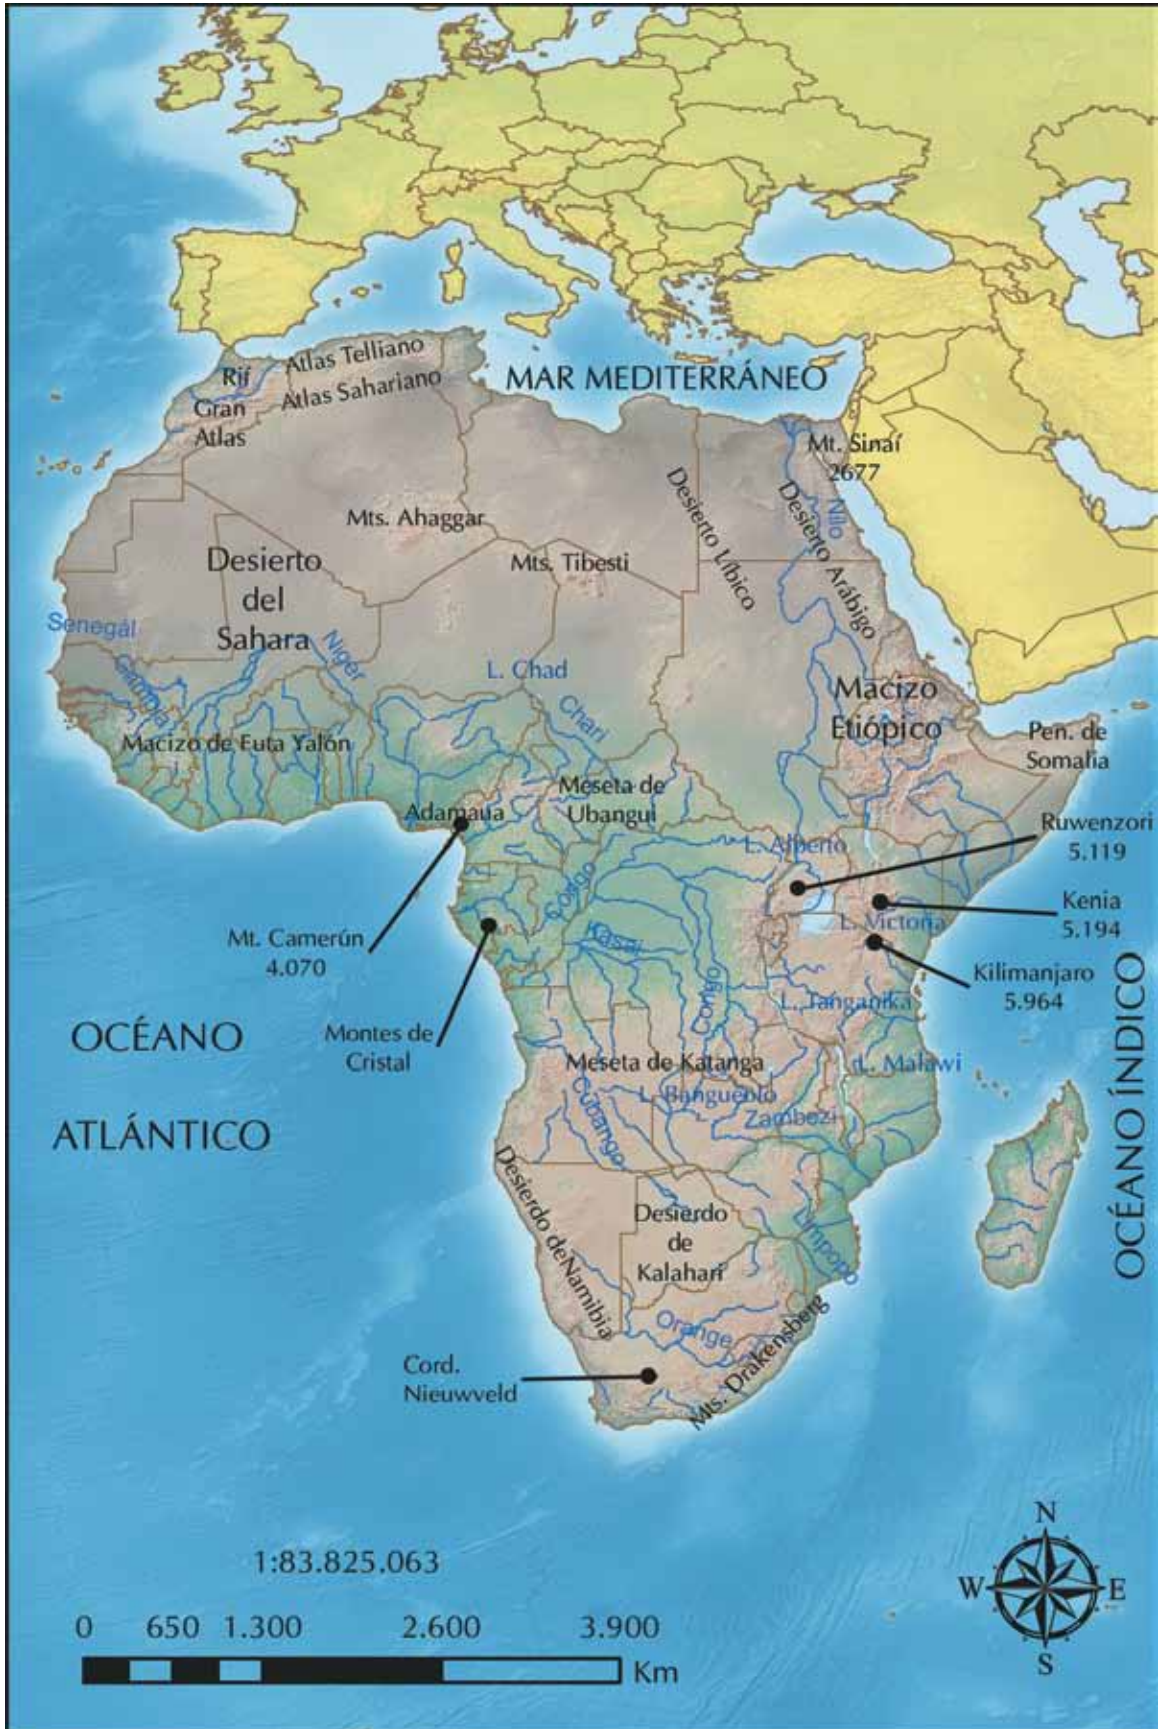 Rif
Atlas Telliano
Atlas Sahariano
Gran
Atlas
MAR MEDITERRÁNEO
Mt. Sinaí
2677
Mts. Ahaggar
Mts. Tibesti
Desierto Líbico
Desierto Arábigo
Nilo
Desierto
del
Sahara
Senegál
Gambia
Niger
L. Chad
Chari
Macizo
Etiópico
Pen. de
Somalia
Macizo de Futa Yalón
Meseta de
Ubangui
Adamaua
L. Alberto
Ruwenzori
5.119
Kenia
5.194
L. Victoria
Kilimanjaro
5.964
Congo
Kasai
Mt. Camerún
4.070
Congo
L. Tanganika
Montes de
Cristal
Meseta de Katanga
L. Malawi
L. Bangueolo
Cubango
Zambezi
OCÉANO
ATLÁNTICO
OCÉANO ÍNDICO
Desierdo de Namibia
Desierdo
de
Kalahari
Limpopo
Orange
Mts. Drakensberg
Cord.
Nieuwveld
N
W
E
S
1:83.825.063
0 650 1.300 2.600 3.900
Km